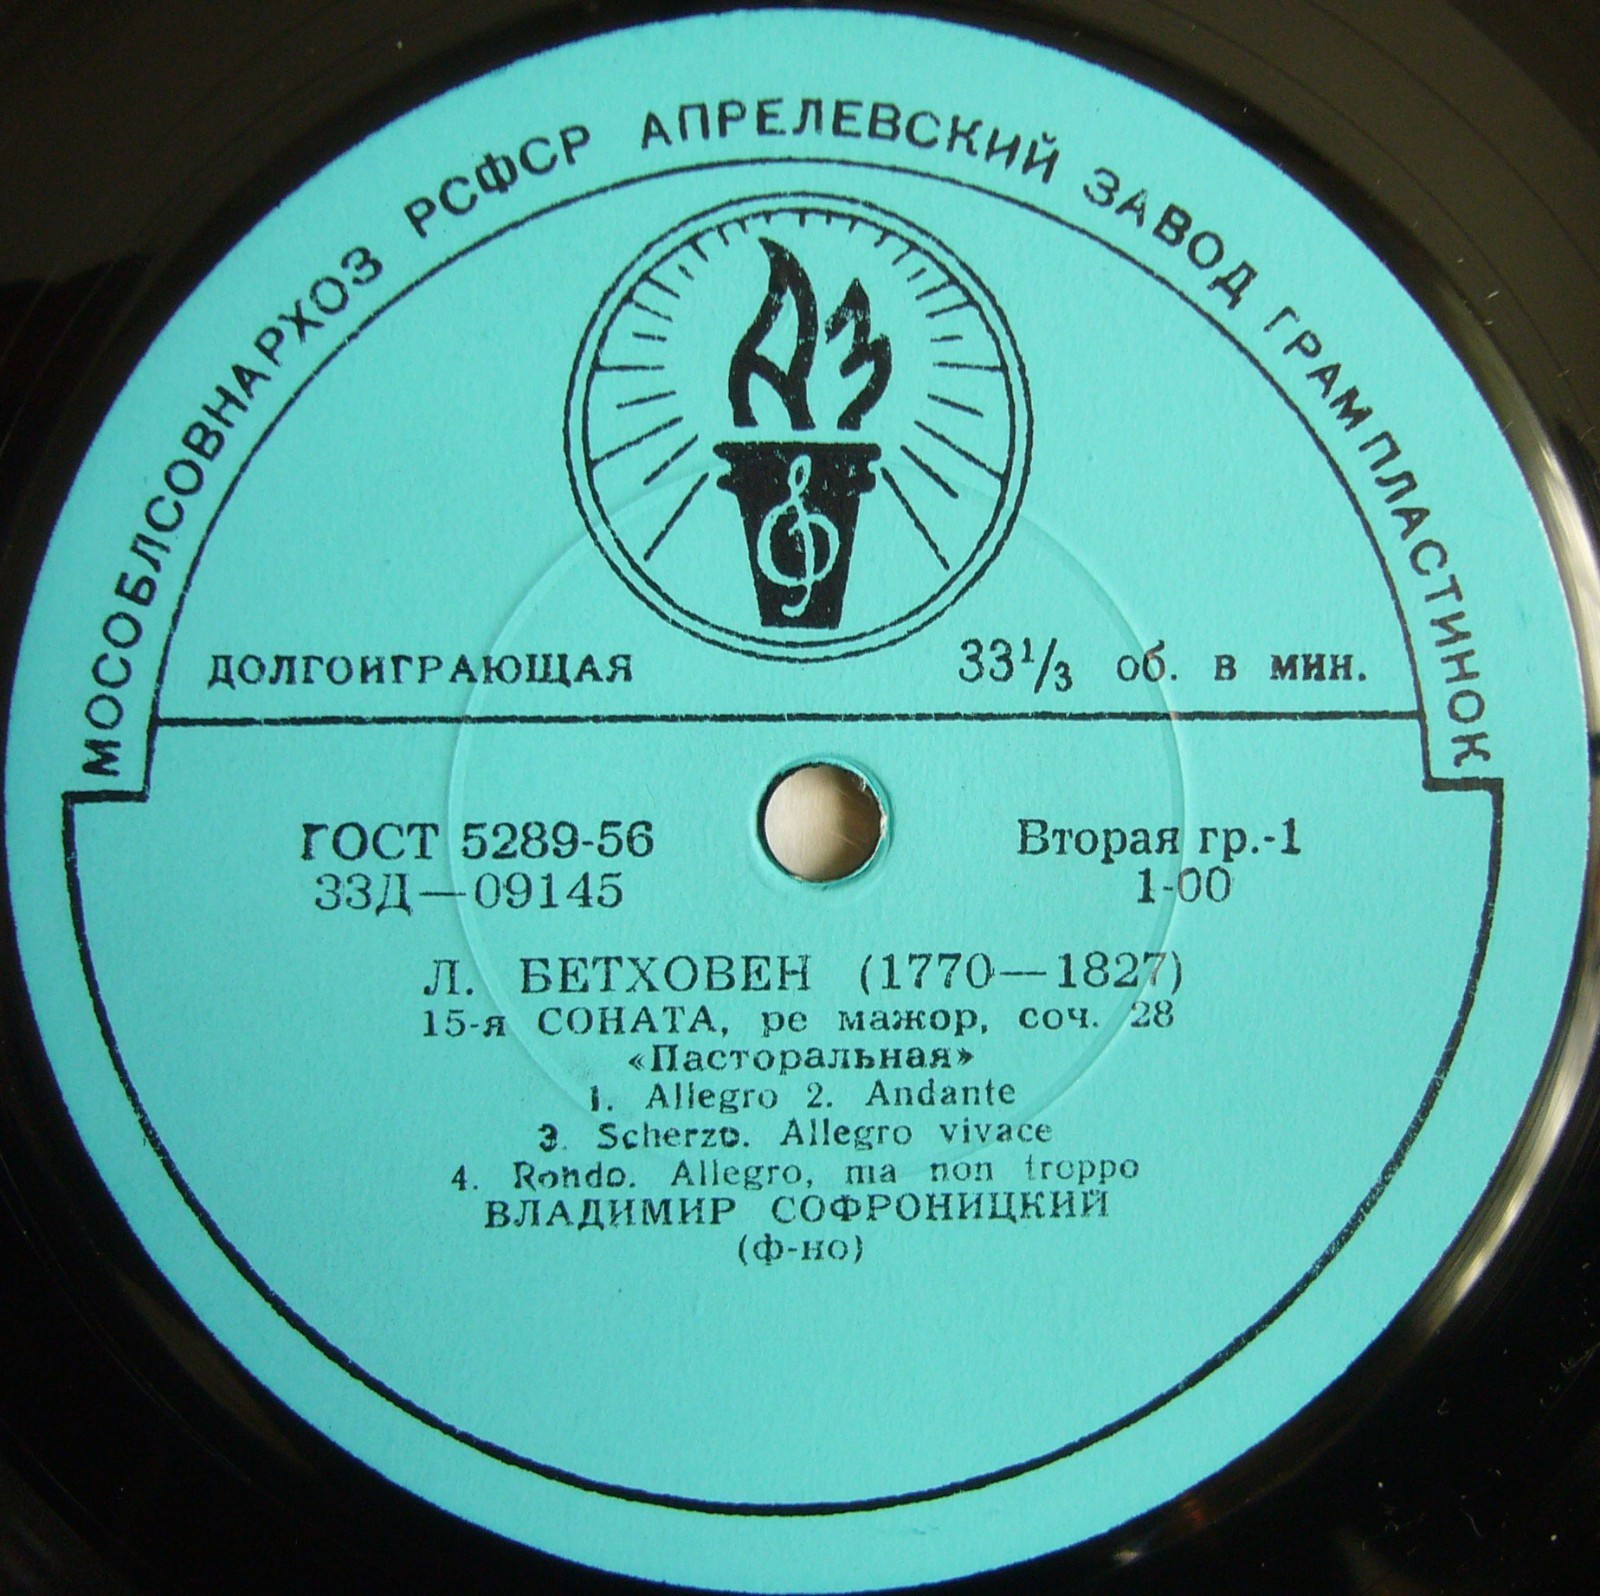 МОСОБЛСОВНАРХОЗ РСФСР АПРЕЛЕВСКИЙ ЗАВОД ГРАМПЛАСТИНОК
АЗ
ДОЛГОИГРАЮЩАЯ 33⅓ об. в мин.
ГОСТ 5289-56 Вторая гр.-1
33Д—09145 1-00
Л. БЕТХОВЕН (1770—1827)
15-я СОНАТА, ре мажор, соч. 28
«Пасторальная»
1. Allegro 2. Andante
3. Scherzo. Allegro vivace
4. Rondo. Allegro, ma non troppo
ВЛАДИМИР СОФРОНИЦКИЙ
(ф-но)